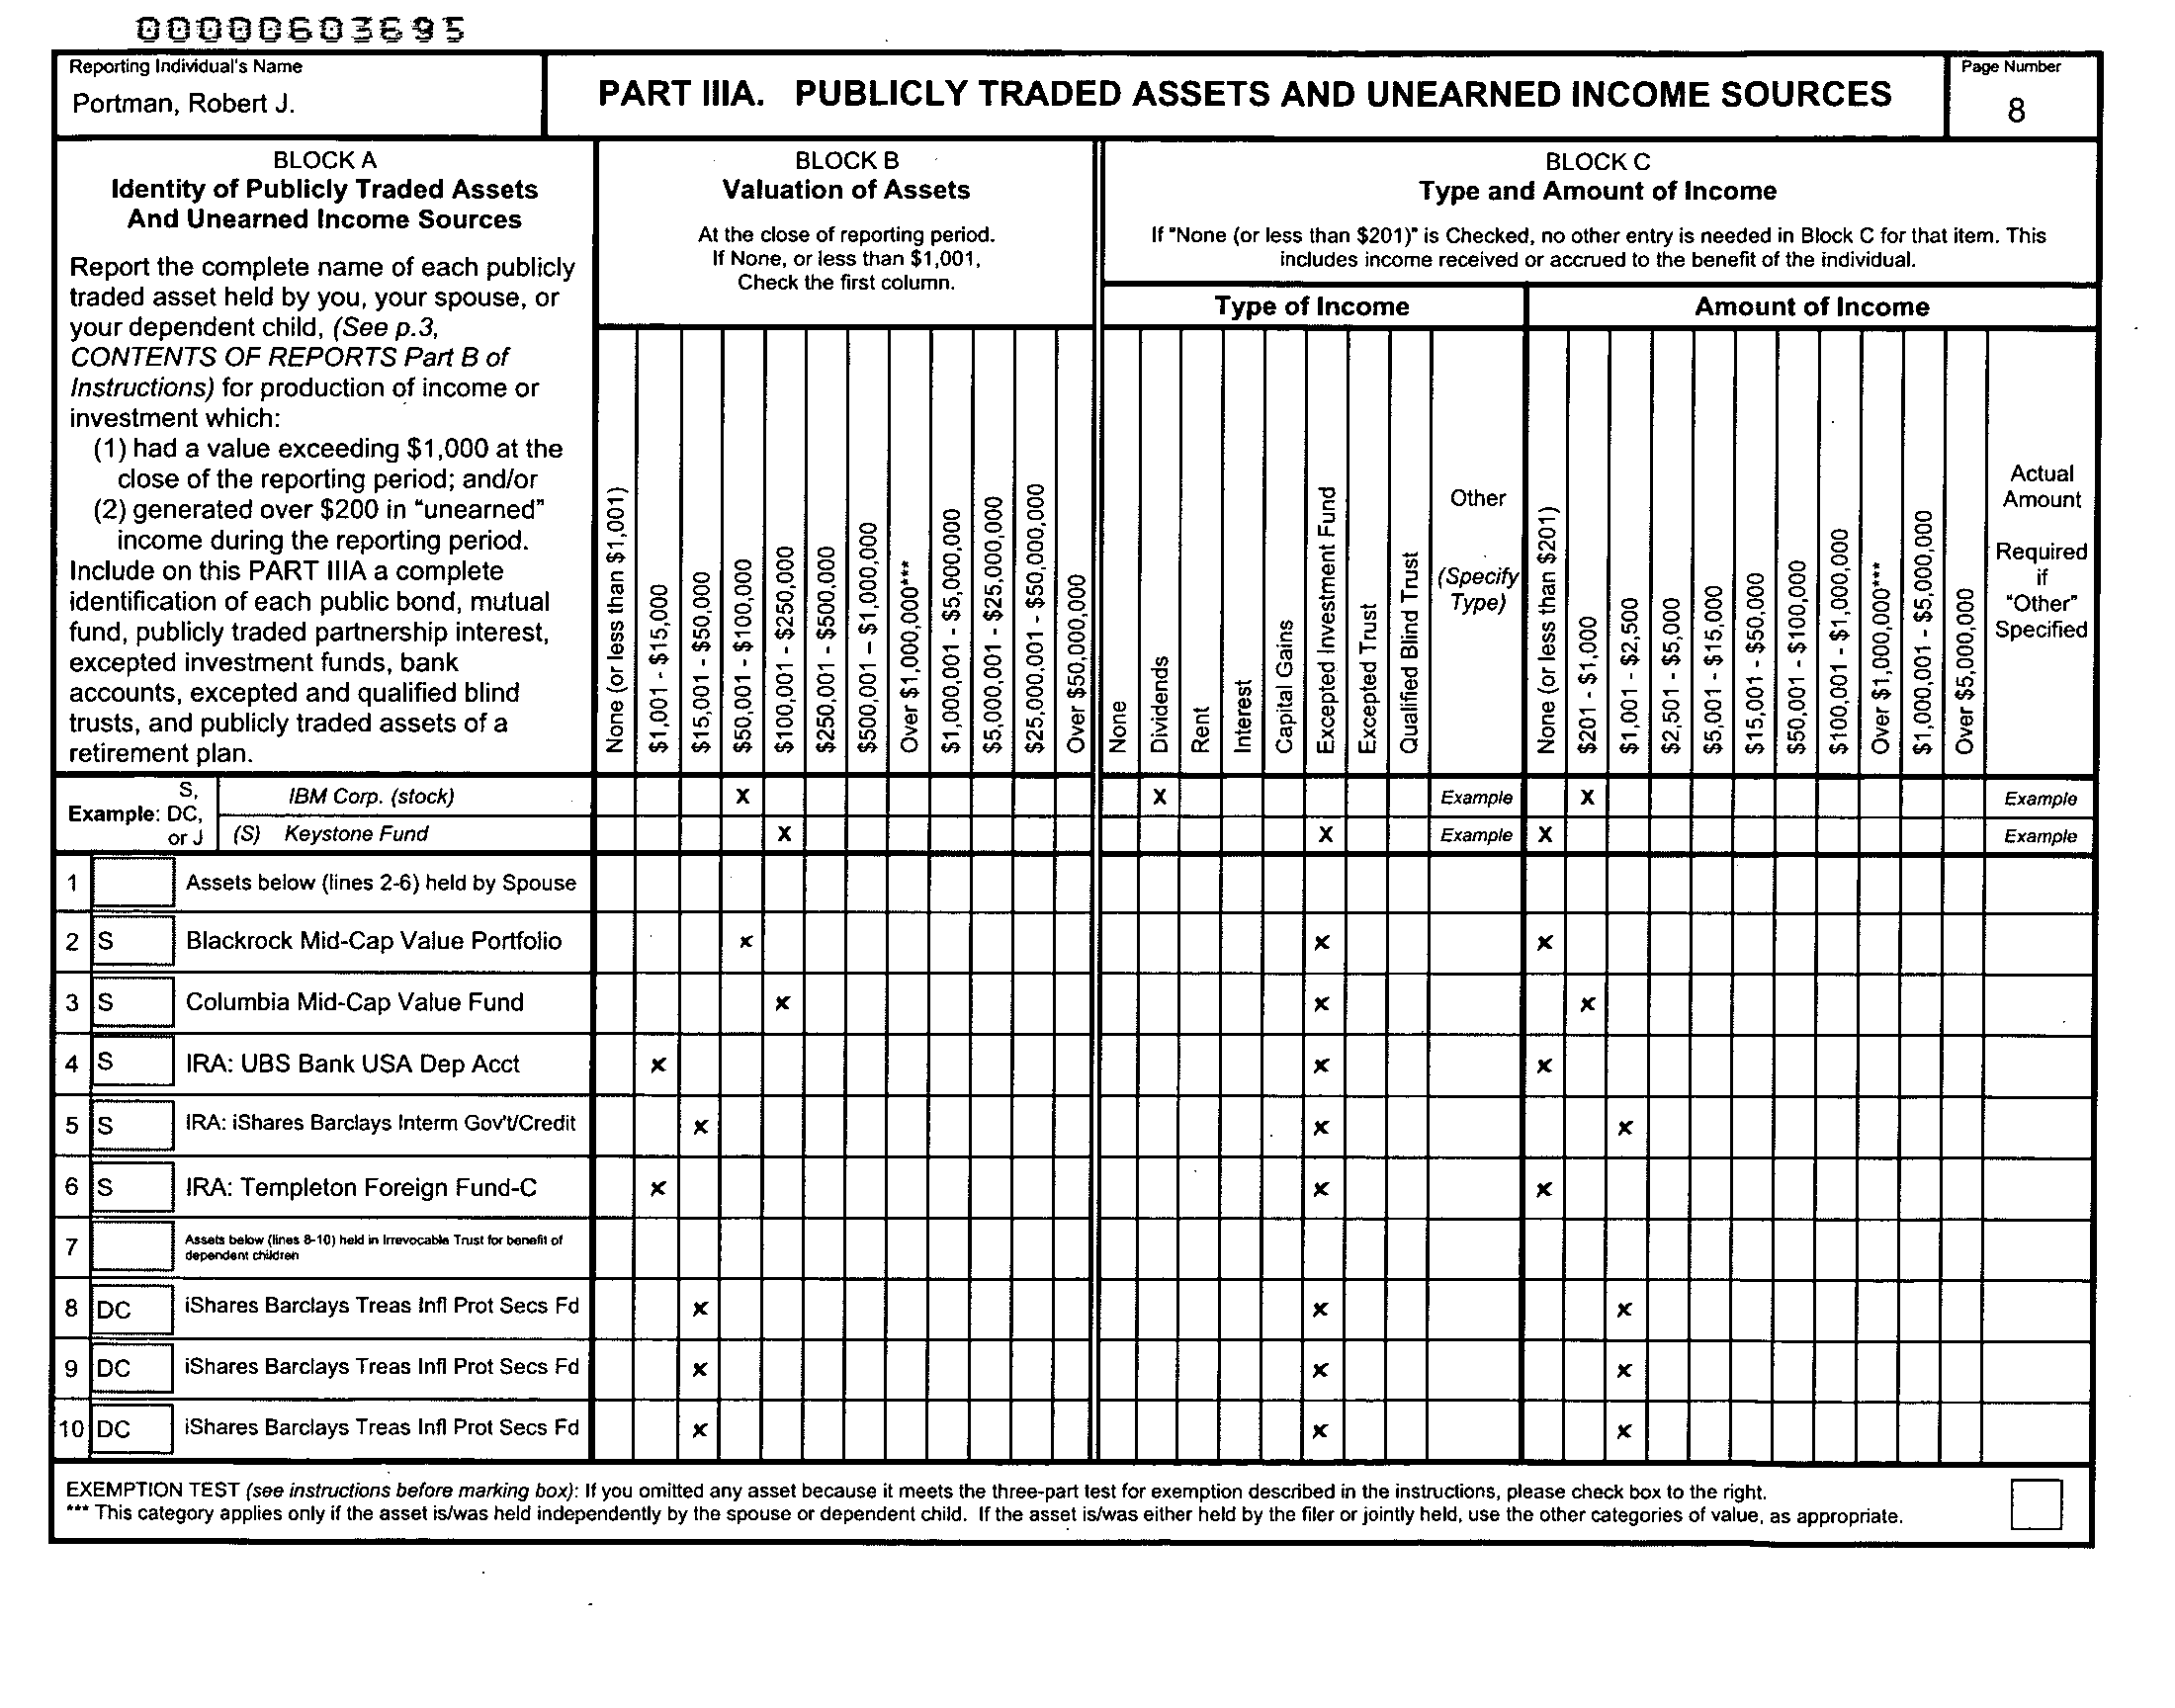 00000603695
Reporting Individual's Name
Portman, Robert J.
PART IIIA. PUBLICLY TRADED ASSETS AND UNEARNED INCOME SOURCES
Page Number
8
BLOCK A
Identity of Publicly Traded Assets
And Unearned Income Sources
Report the complete name of each publicly
traded asset held by you, your spouse, or
your dependent child, (See p.3,
CONTENTS OF REPORTS Part B of
Instructions) for production of income or
investment which:
(1) had a value exceeding $1,000 at the
close of the reporting period; and/or
(2) generated over $200 in "unearned"
income during the reporting period.
Include on this PART IIIA a complete
identification of each public bond, mutual
fund, publicly traded partnership interest,
excepted investment funds, bank
accounts, excepted and qualified blind
trusts, and publicly traded assets of a
retirement plan.
BLOCK B
Valuation of Assets
At the close of reporting period.
If None, or less than $1,001,
Check the first column.
None (or less than $1,001)
$1,001 - $15,000
$15,001 - $50,000
$50,001 - $100,000
$100,001 - $250,000
$250,001 - $500,000
$500,001 – $1,000,000
Over $1,000,000***
$1,000,001 - $5,000,000
$5,000,001 - $25,000,000
$25,000,001 - $50,000,000
Over $50,000,000
BLOCK C
Type and Amount of Income
If "None (or less than $201)" is Checked, no other entry is needed in Block C for that item. This
includes income received or accrued to the benefit of the individual.
Type of Income
None
Dividends
Rent
Interest
Capital Gains
Excepted Investment Fund
Excepted Trust
Qualified Blind Trust
Other
(Specify
Type)
Amount of Income
None (or less than $201)
$201 - $1,000
$1,001 - $2,500
$2,501 - $5,000
$5,001 - $15,000
$15,001 - $50,000
$50,001 - $100,000
$100,001 - $1,000,000
Over $1,000,000***
$1,000,001 - $5,000,000
Over $5,000,000
Actual
Amount
Required
if
"Other"
Specified
Example: S, DC, or J
IBM Corp. (stock) X X Example X Example
(S) Keystone Fund X X Example X Example
1 Assets below (lines 2-6) held by Spouse
2 S Blackrock Mid-Cap Value Portfolio x x x
3 S Columbia Mid-Cap Value Fund x x x
4 S IRA: UBS Bank USA Dep Acct x x x
5 S IRA: iShares Barclays Interm Gov't/Credit x x x
6 S IRA: Templeton Foreign Fund-C x x x
7 Assets below (lines 8-10) held in Irrevocable Trust for benefit of
dependent children
8 DC iShares Barclays Treas Infl Prot Secs Fd x x x
9 DC iShares Barclays Treas Infl Prot Secs Fd x x x
10 DC iShares Barclays Treas Infl Prot Secs Fd x x x
EXEMPTION TEST (see instructions before marking box): If you omitted any asset because it meets the three-part test for exemption described in the instructions, please check box to the right.
*** This category applies only if the asset is/was held independently by the spouse or dependent child. If the asset is/was either held by the filer or jointly held, use the other categories of value, as appropriate.